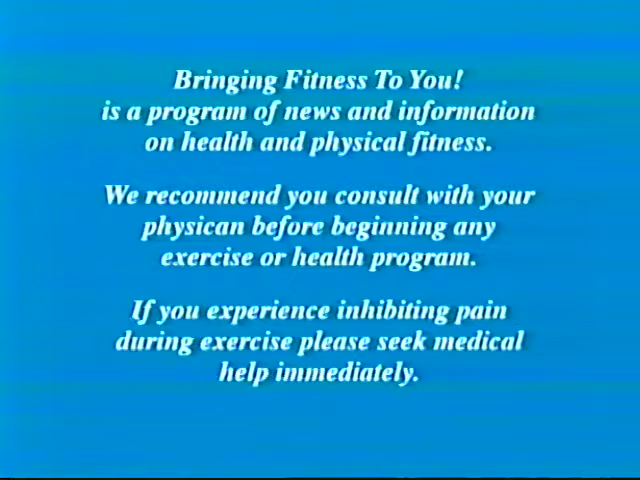 Bringing Fitness To You!
is a program of news and information
on health and physical fitness.
We recommend you consult with your
physican before beginning any
exercise or health program.
If you experience inhibiting pain
during exercise please seek medical
help immediately.